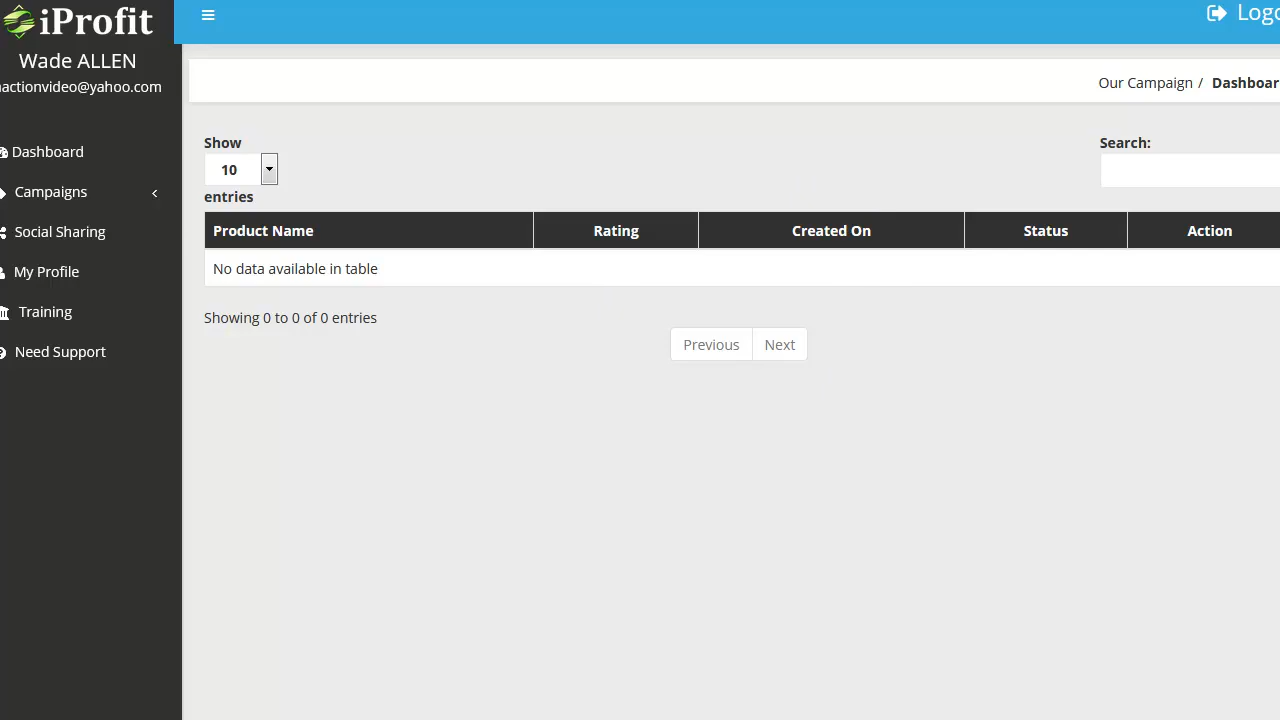 iProfit
Wade ALLEN
actionvideo@yahoo.com
Dashboard
Campaigns
Social Sharing
My Profile
Training
Need Support
Logo
Our Campaign / Dashboar
Show
10
entries
Search:
Product Name Rating Created On Status Action
No data available in table
Showing 0 to 0 of 0 entries
Previous Next